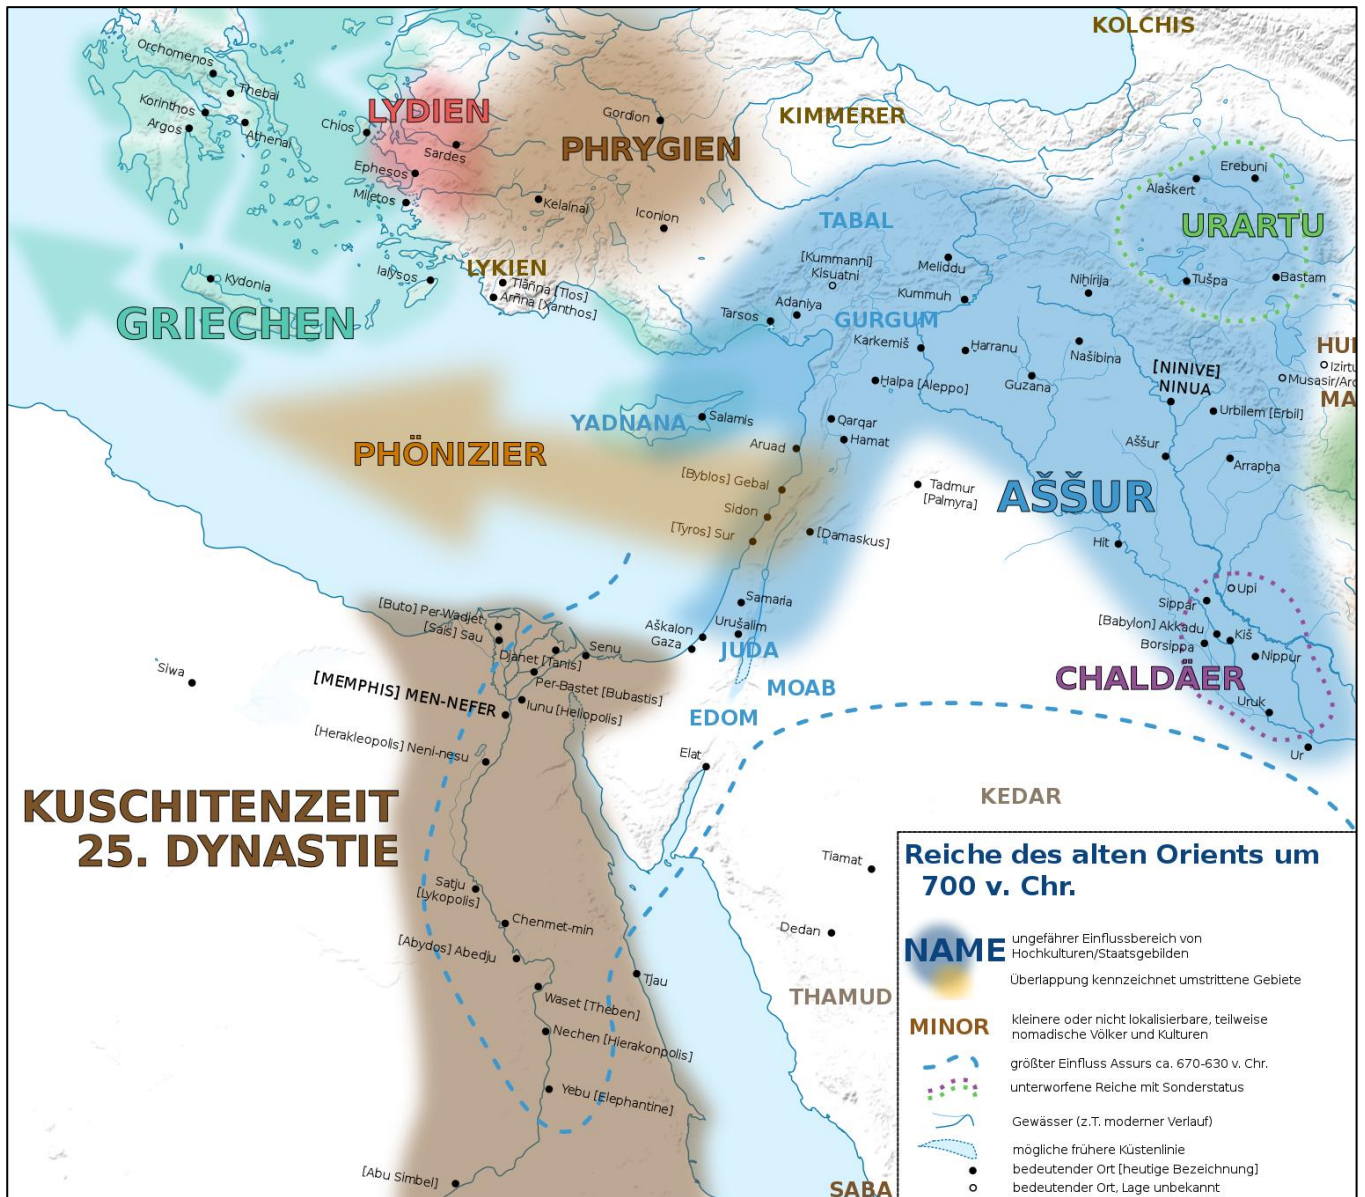 KOLCHIS
Orchomenos
Thebai
Korinthos
Argos
Athenai
Chios
LYDIEN
Sardes
Ephesos
Miletos
Gordion
PHRYGIEN
KIMMERER
Kelainai
Iconion
Erebuni
Alaškert
URARTU
Tušpa
Bastam
TABAL
[Kummanni]
Kisuatni
Meliddu
Kummuh
Niḫirija
Tarsos
Adaniya
GURGUM
Karkemiš
Ḫarranu
Našibina
Kydonia
Ialysos
LYKIEN
Tlãñna [Tlos]
Arñna [Xanthos]
GRIECHEN
Ḫalpa [Aleppo]
Guzana
[NINIVE]
NINUA
Izirtu
Urbilem [Erbil]
YADNANA
Salamis
Qarqar
Hamat
Aruad
Aššur
Arrapḫa
PHÖNIZIER
[Byblos] Gebal
Sidon
[Tyros] Sur
Tadmur
[Palmyra]
AŠŠUR
[Damaskus]
Hit
Upi
Sippar
[Babylon] Akkadu
Kiš
Borsippa
Nippur
CHALDÄER
Uruk
Ur
Samaria
Urušalim
Aškalon
Gaza
JUDA
MOAB
EDOM
Elat
[Buto] Per-Wadjet
[Sais] Sau
Djanet [Tanis]
Senu
Siwa
[MEMPHIS] MEN-NEFER
Per-Bastet [Bubastis]
Iunu [Heliopolis]
[Herakleopolis] Neni-nesu
KUSCHITENZEIT
25. DYNASTIE
KEDAR
Tiamat
Dedan
THAMUD
Satju
[Lykopolis]
Chenmet-min
[Abydos] Abedju
Tjau
Waset [Theben]
Nechen [Hierakonpolis]
Yebu [Elephantine]
[Abu Simbel]
SABA
Reiche des alten Orients um
700 v. Chr.
NAME
ungefährer Einflussbereich von
Hochkulturen/Staatsgebilden
Überlappung kennzeichnet umstrittene Gebiete
MINOR
kleinere oder nicht lokalisierbare, teilweise
nomadische Völker und Kulturen
größter Einfluss Assurs ca. 670-630 v. Chr.
unterworfene Reiche mit Sonderstatus
Gewässer (z.T. moderner Verlauf)
mögliche frühere Küstenlinie
bedeutender Ort [heutige Bezeichnung]
bedeutender Ort, Lage unbekannt